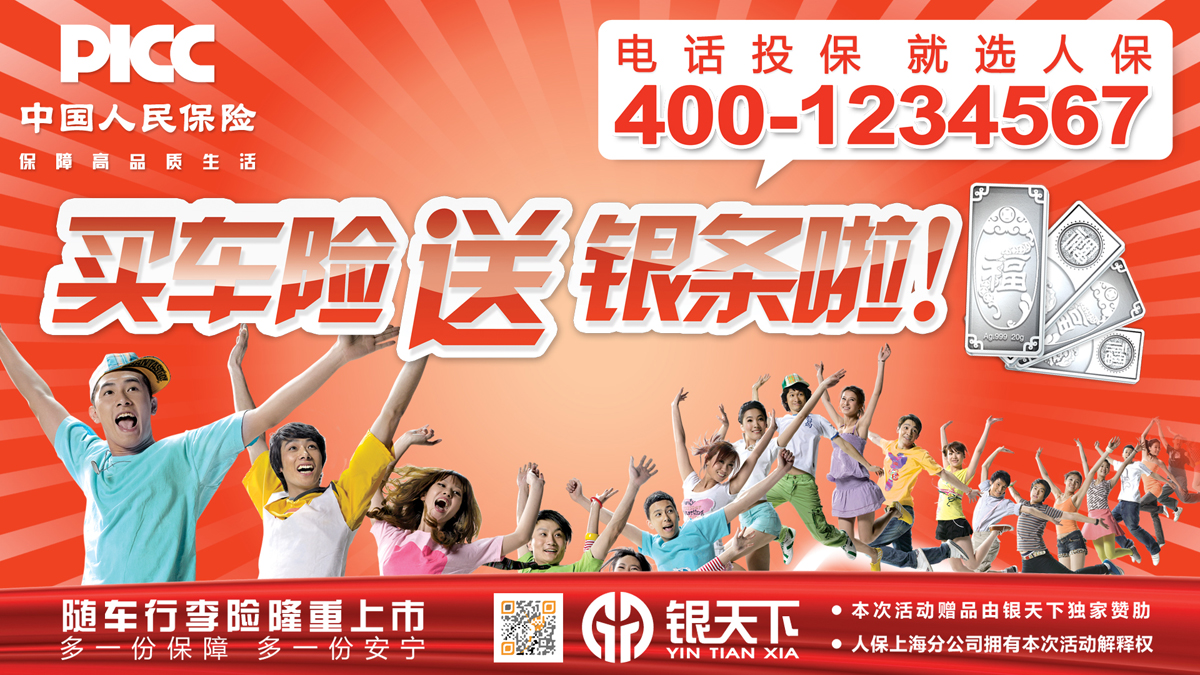 PICC
中国人民保险
保障高品质生活
电话投保 就选人保
400-1234567
买车险送银条啦!
福
Ag.999 20g
随车行李险隆重上市
多一份保障 多一份安宁
银天下
YIN TIAN XIA
• 本次活动赠品由银天下独家赞助
• 人保上海分公司拥有本次活动解释权